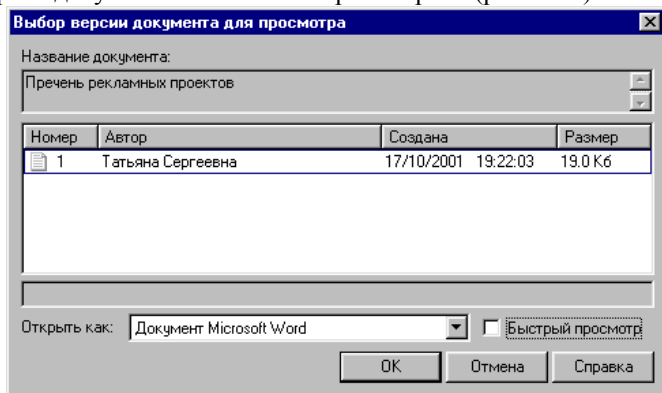 Выбор версии документа для просмотра
Название документа:
Пречень рекламных проектов
Номер Автор Создана Размер
1 Татьяна Сергеевна 17/10/2001 19:22:03 19.0 Кб
Открыть как: Документ Microsoft Word Быстрый просмотр
OK Отмена Справка